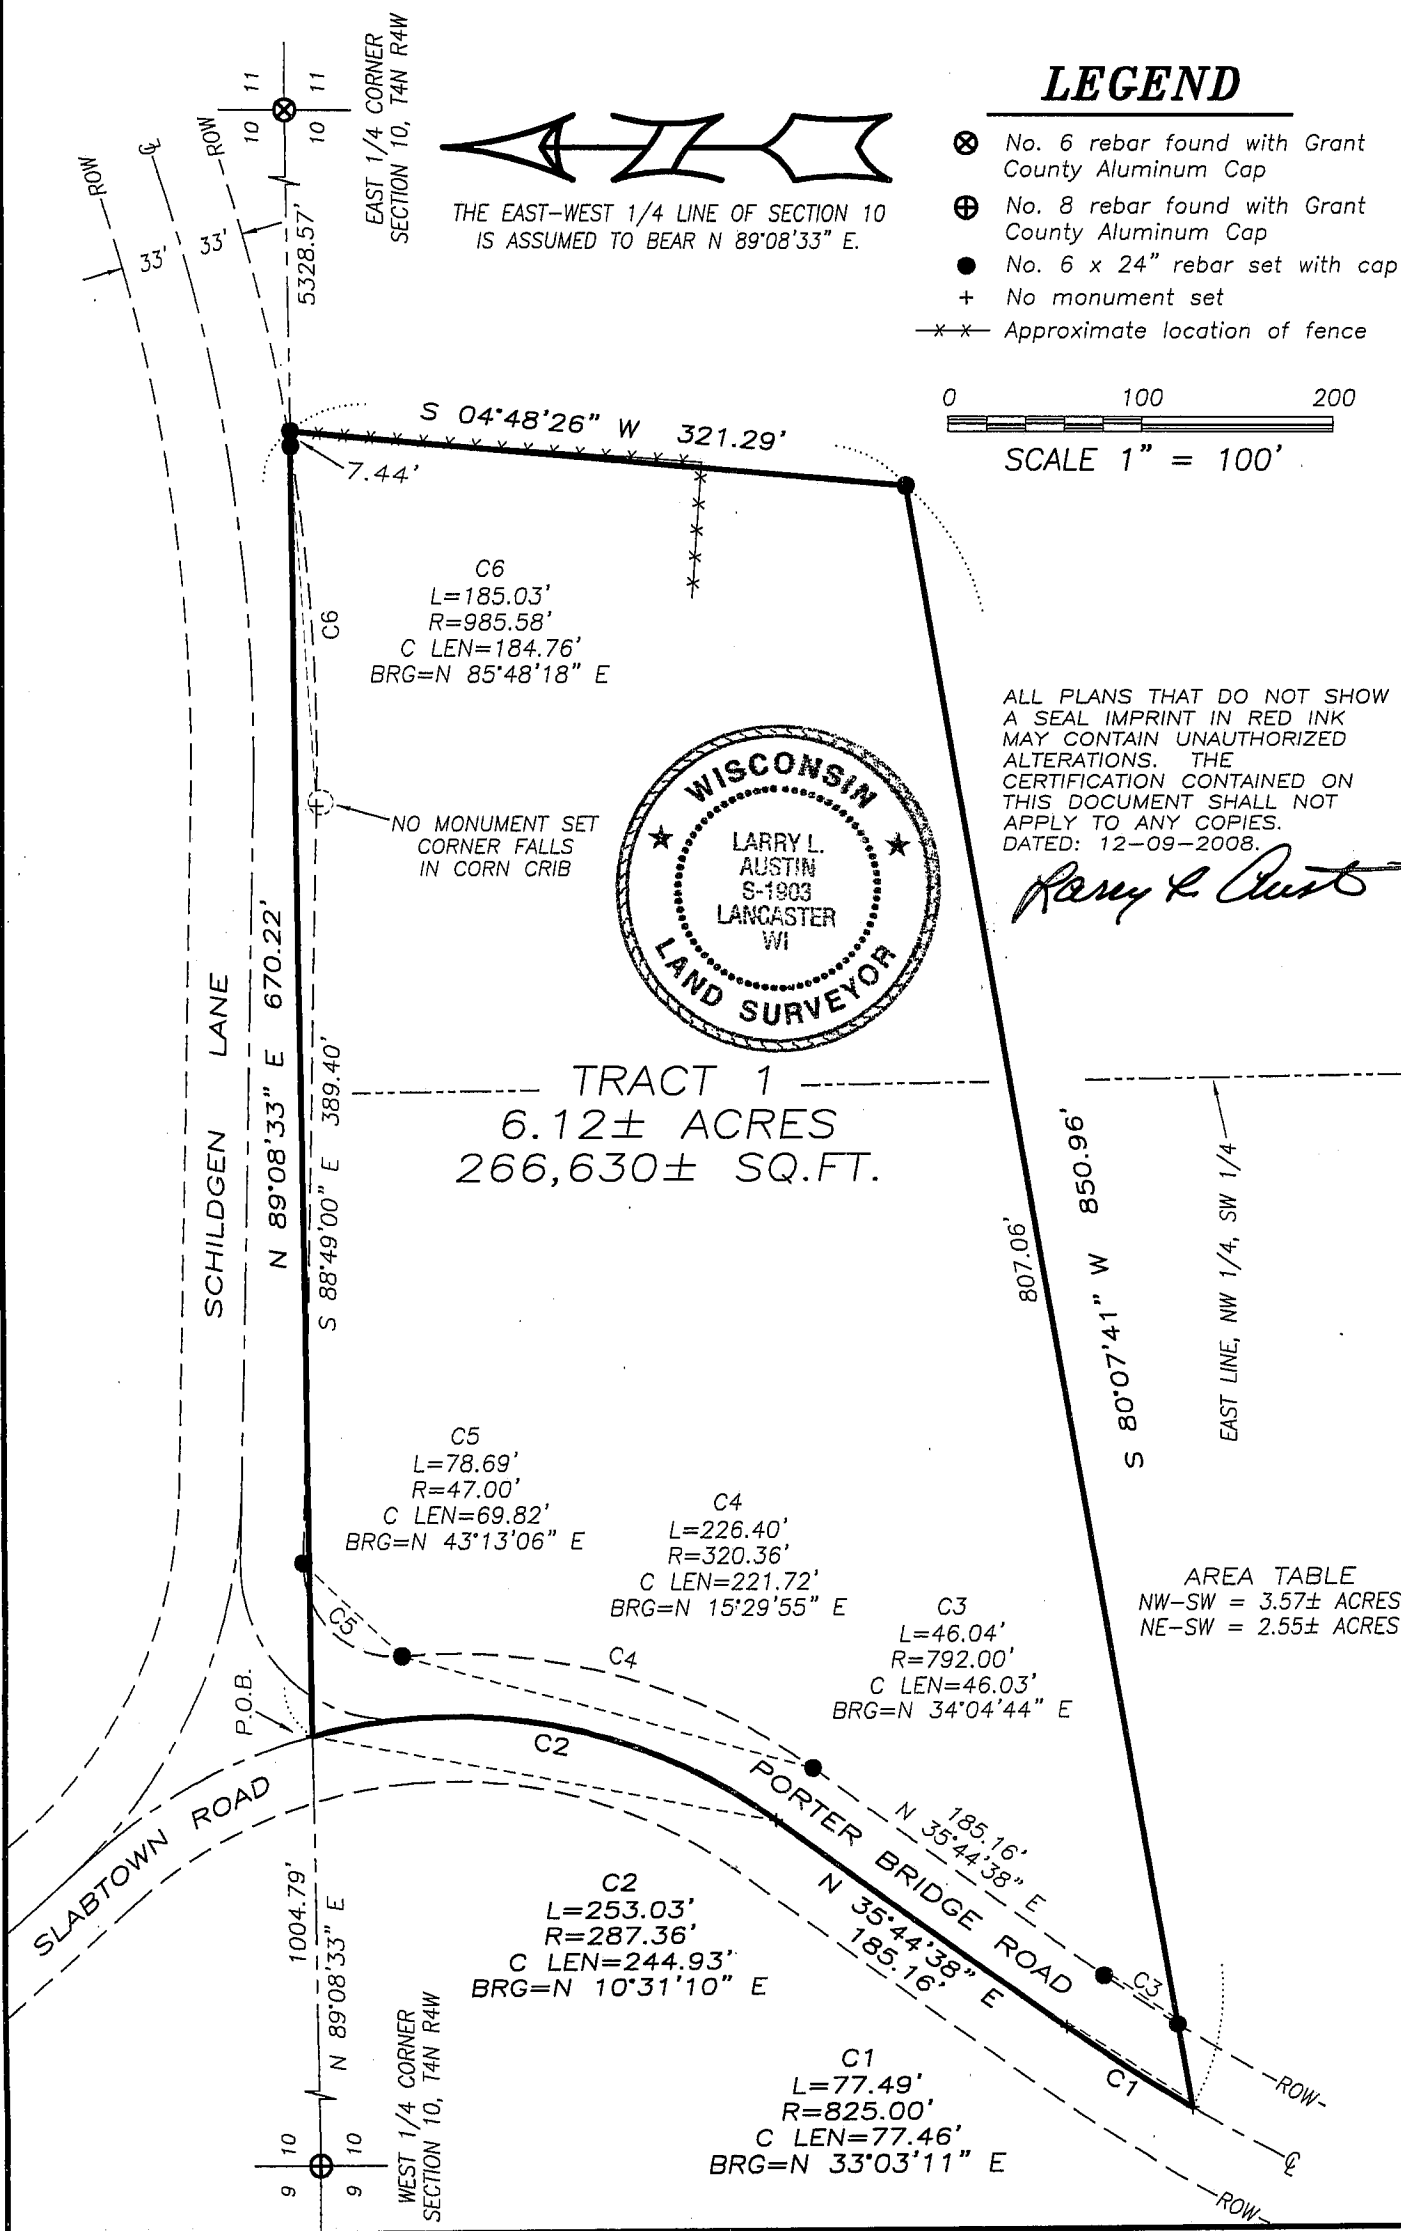 11
11
10
10
EAST 1/4 CORNER
SECTION 10, T4N R4W
ROW
℄
ROW
33'
33'
5328.57'
THE EAST-WEST 1/4 LINE OF SECTION 10
IS ASSUMED TO BEAR N 89°08'33" E.
LEGEND
No. 6 rebar found with Grant
County Aluminum Cap
No. 8 rebar found with Grant
County Aluminum Cap
No. 6 x 24" rebar set with cap
No monument set
Approximate location of fence
0 100 200
SCALE 1" = 100'
S 04°48'26" W 321.29'
7.44'
C6
L=185.03'
R=985.58'
C LEN=184.76'
BRG=N 85°48'18" E
C6
NO MONUMENT SET
CORNER FALLS
IN CORN CRIB
WISCONSIN
LARRY L.
AUSTIN
S-1903
LANCASTER
WI
LAND SURVEYOR
ALL PLANS THAT DO NOT SHOW
A SEAL IMPRINT IN RED INK
MAY CONTAIN UNAUTHORIZED
ALTERATIONS. THE
CERTIFICATION CONTAINED ON
THIS DOCUMENT SHALL NOT
APPLY TO ANY COPIES.
DATED: 12-09-2008.
Larry L Aust
SCHILDGEN LANE
N 89°08'33" E 670.22'
S 88°49'00" E 389.40'
TRACT 1
6.12± ACRES
266,630± SQ.FT.
807.06'
S 80°07'41" W 850.96'
EAST LINE, NW 1/4, SW 1/4
C5
L=78.69'
R=47.00'
C LEN=69.82'
BRG=N 43°13'06" E
C4
L=226.40'
R=320.36'
C LEN=221.72'
BRG=N 15°29'55" E
C3
L=46.04'
R=792.00'
C LEN=46.03'
BRG=N 34°04'44" E
AREA TABLE
NW-SW = 3.57± ACRES
NE-SW = 2.55± ACRES
C5
C4
P.O.B.
C2
SLABTOWN ROAD
PORTER BRIDGE ROAD
185.16'
N 35°44'38" E
N 35°44'38" E
185.16'
C3
C1
1004.79'
N 89°08'33" E
C2
L=253.03'
R=287.36'
C LEN=244.93'
BRG=N 10°31'10" E
C1
L=77.49'
R=825.00'
C LEN=77.46'
BRG=N 33°03'11" E
WEST 1/4 CORNER
SECTION 10, T4N R4W
10
10
9
9
ROW
℄
ROW